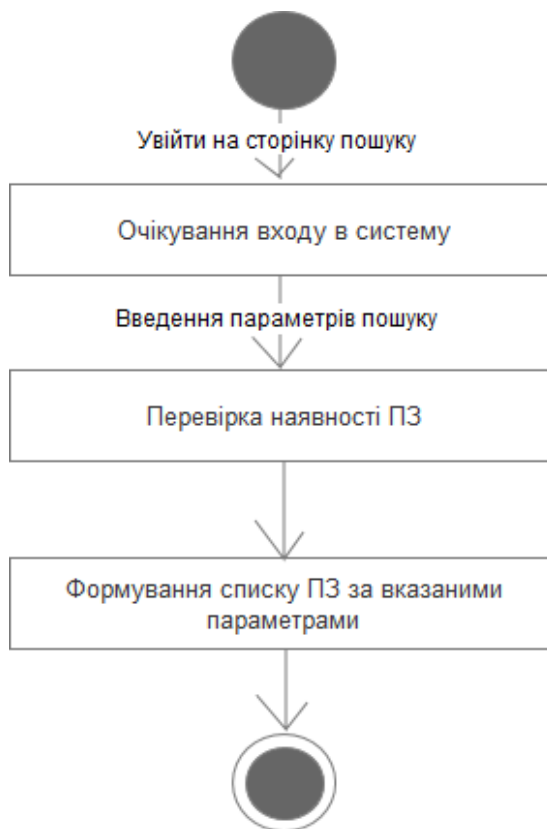 Увійти на сторінку пошуку
Очікування входу в систему
Введення параметрів пошуку
Перевірка наявності ПЗ
Формування списку ПЗ за вказаними
параметрами